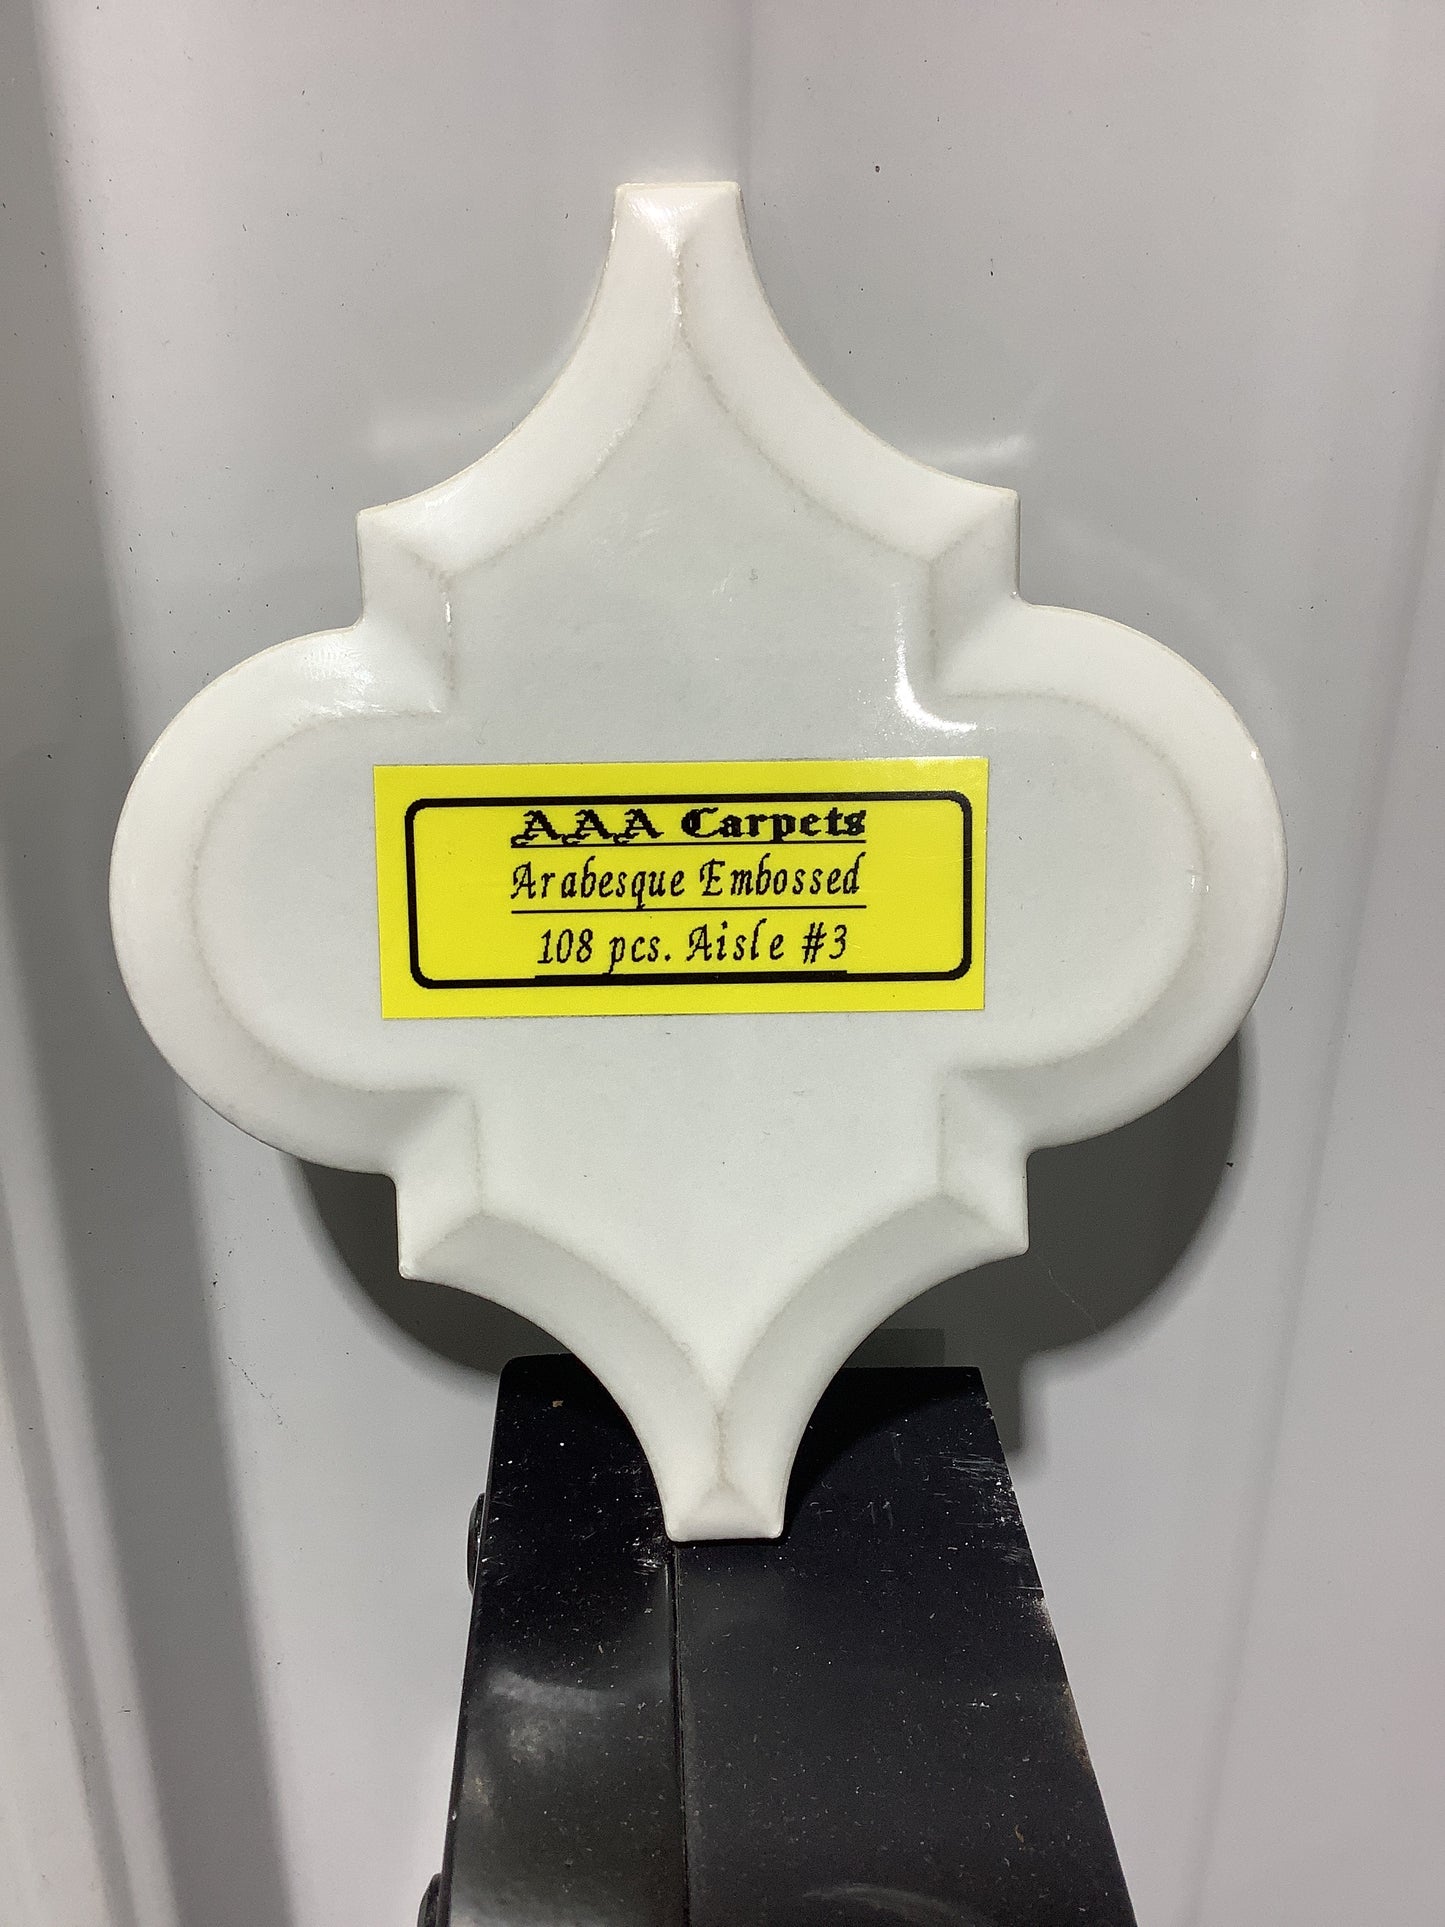 AAA Carpets
Arabesque Embossed
108 pcs. Aisle #3